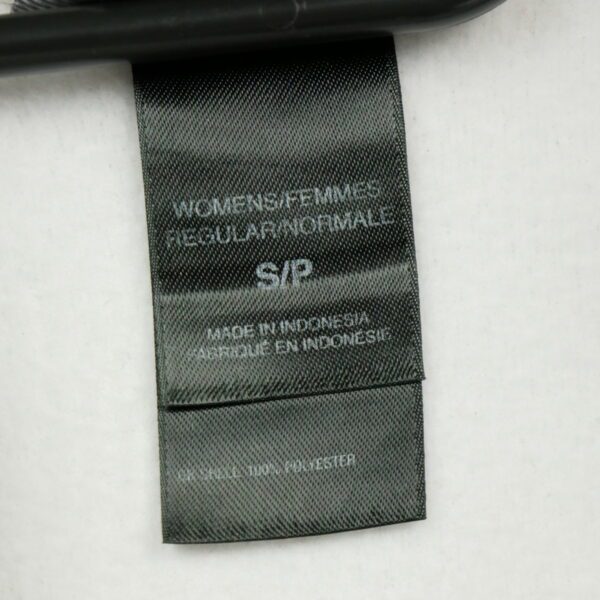 WOMENS/FEMMES
REGULAR/NORMALE
S/P
MADE IN INDONESIA
FABRIQUÉ EN INDONÉSIE
SHELL 100% POLYESTER